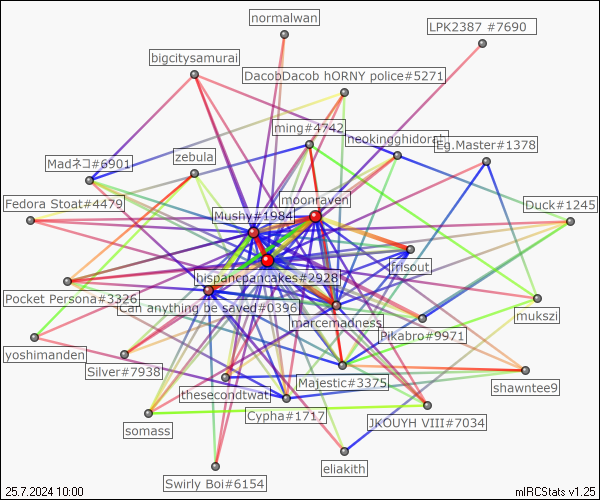 normalwan
LPK2387 #7690
bigcitysamurai
DacobDacob hORNY police#5271
ming#4742
neokingghidorah
Eg.Master#1378
Madネコ#6901
zebula
moonraven
Fedora Stoat#4479
Mushy#1984
Duck#1245
frisout
hispancpancakes#2928
Pocket Persona#3326
Can anything be saved#0396
mukszi
marcemadness
Pikabro#9971
yoshimanden
Silver#7938
Majestic#3375
shawntee9
thesecondtwat
Cypha#1717
JKOUYH VIII#7034
somass
eliakith
Swirly Boi#6154
25.7.2024 10:00
mIRCStats v1.25